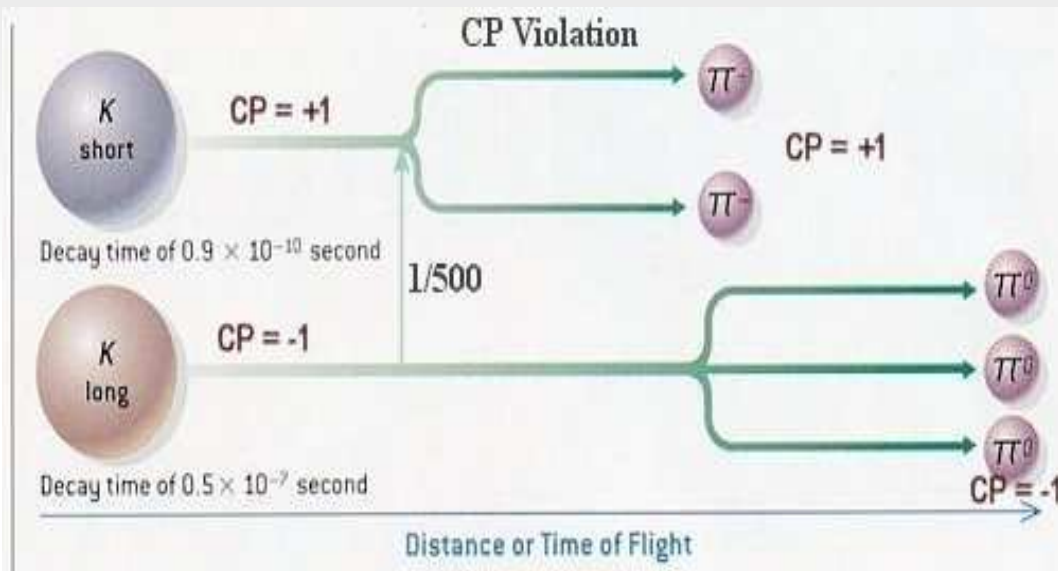 CP Violation
K
short
CP = +1
π+
π−
CP = +1
Decay time of 0.9 × 10⁻¹⁰ second
1/500
K
long
CP = -1
π0
π0
π0
CP = -1
Decay time of 0.5 × 10⁻⁷ second
Distance or Time of Flight